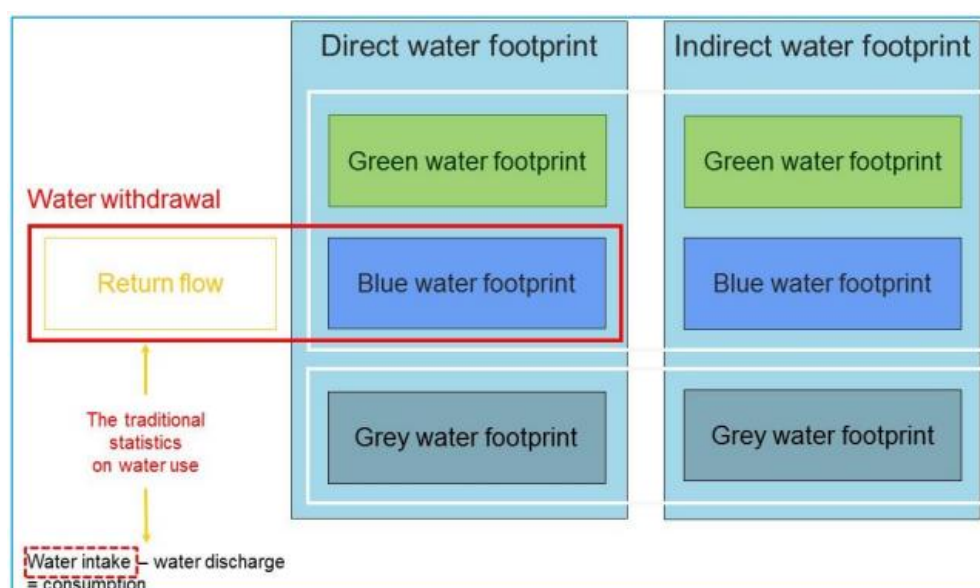 Direct water footprint
Indirect water footprint
Green water footprint
Green water footprint
Water withdrawal
Return flow
Blue water footprint
Blue water footprint
The traditional
statistics
on water use
Grey water footprint
Grey water footprint
Water intake – water discharge
= consumption